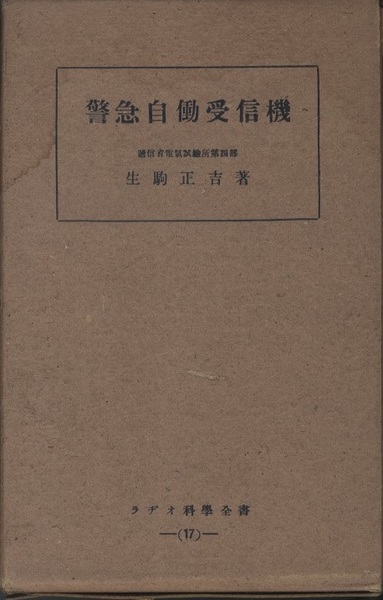 警急自働受信機
遞信省電氣試驗所第四部
生駒正吉著
ラヂオ科學全書
—(17)—